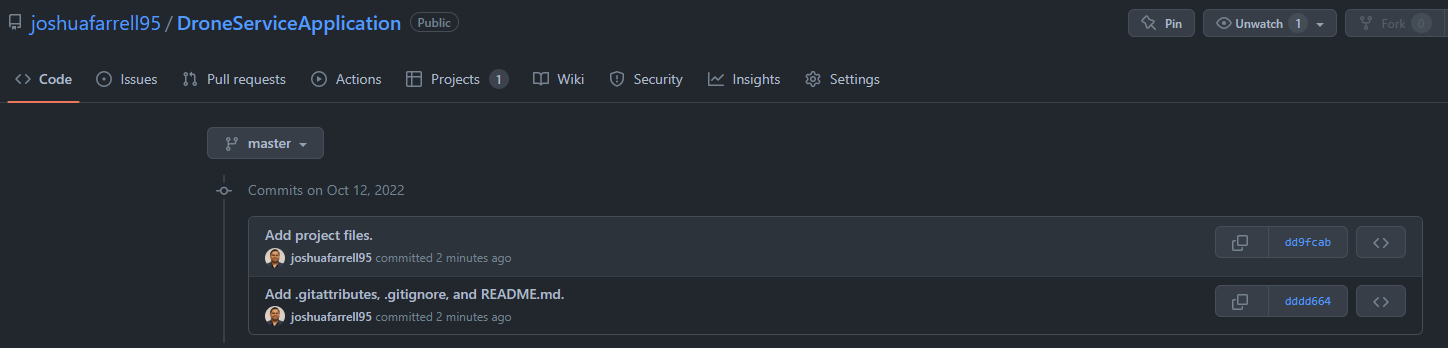 joshuafarrell95 / DroneServiceApplication Public Pin Unwatch 1 Fork 0
Code Issues Pull requests Actions Projects 1 Wiki Security Insights Settings
master
Commits on Oct 12, 2022
Add project files.
joshuafarrell95 committed 2 minutes ago
dd9fcab
Add .gitattributes, .gitignore, and README.md.
joshuafarrell95 committed 2 minutes ago
dddd664